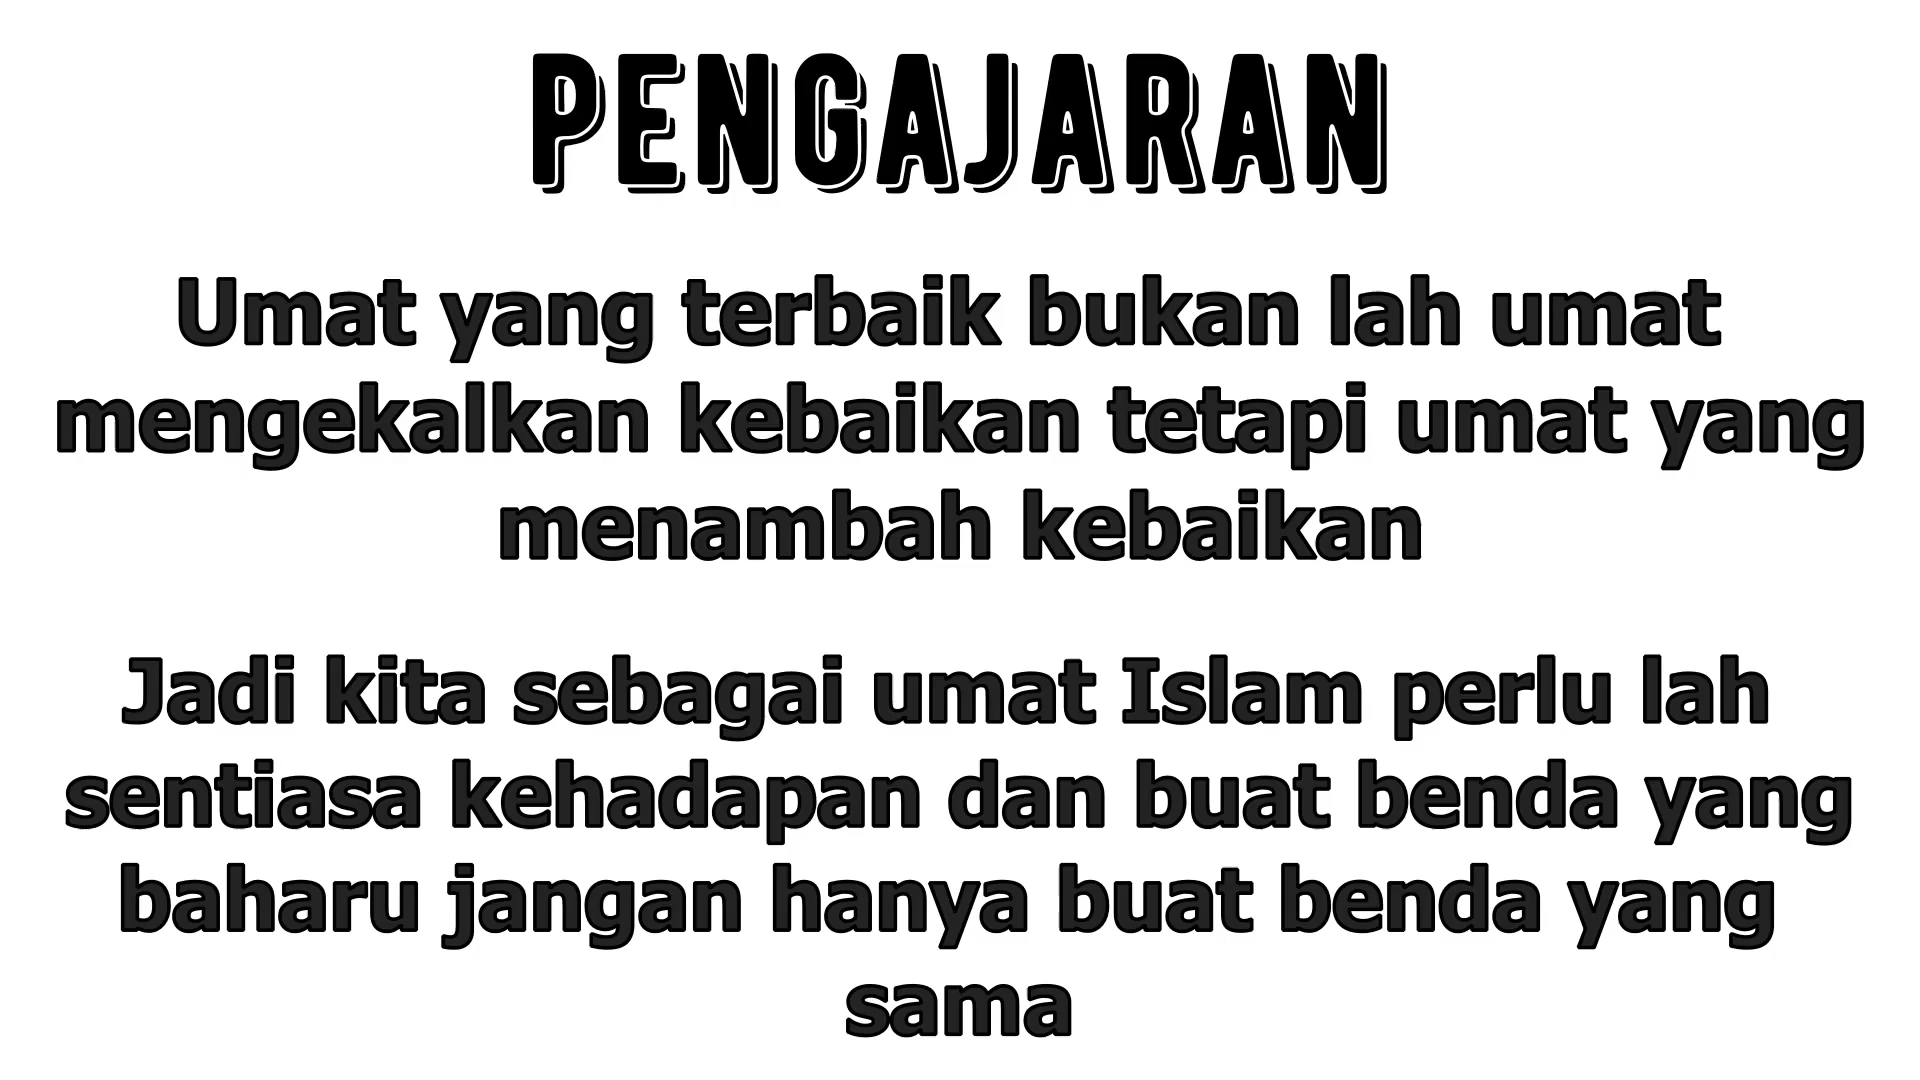 PENGAJARAN
Umat yang terbaik bukan lah umat
mengekalkan kebaikan tetapi umat yang
menambah kebaikan
Jadi kita sebagai umat Islam perlu lah
sentiasa kehadapan dan buat benda yang
baharu jangan hanya buat benda yang
sama